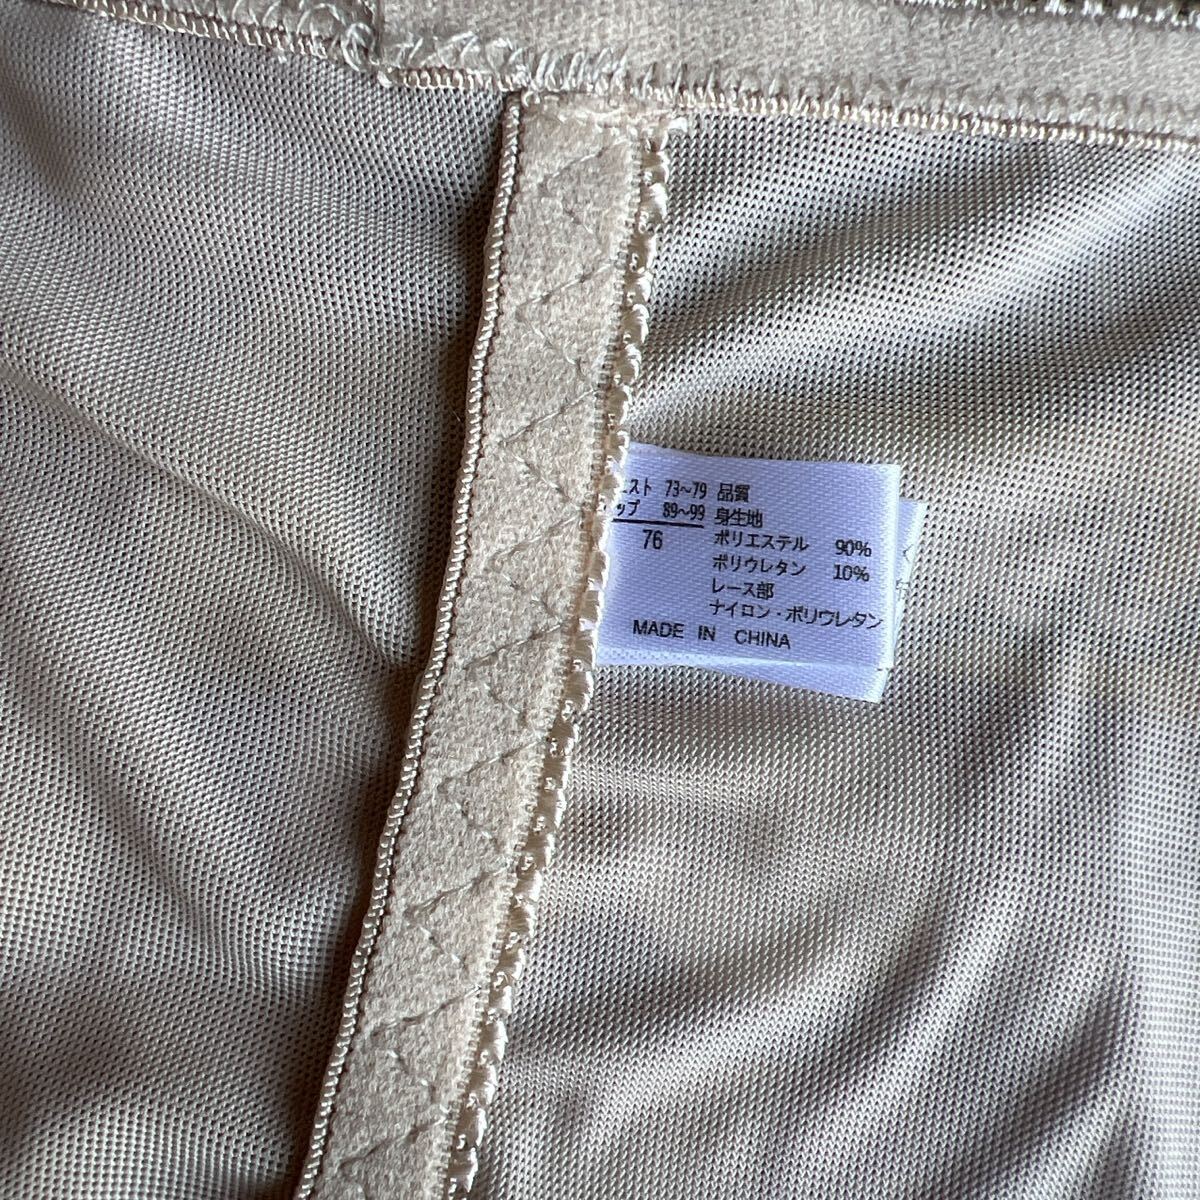 エスト 73~79
ップ 89~99
76
品質
身生地
ポリエステル 90%
ポリウレタン 10%
レース部
ナイロン・ポリウレタン
MADE IN CHINA